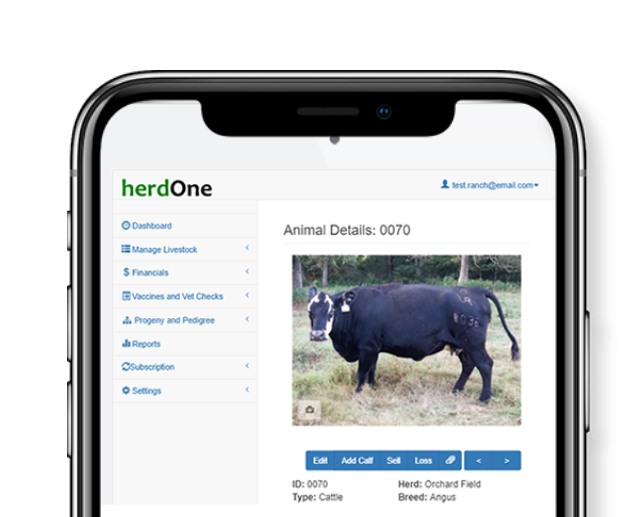 herdOne
test.ranch@email.com
Dashboard
Manage Livestock
$ Financials
Vaccines and Vet Checks
Progeny and Pedigree
Reports
Subscription
Settings
Animal Details: 0070
Edit Add Calf Sell Loss < >
ID: 0070 Herd: Orchard Field
Type: Cattle Breed: Angus